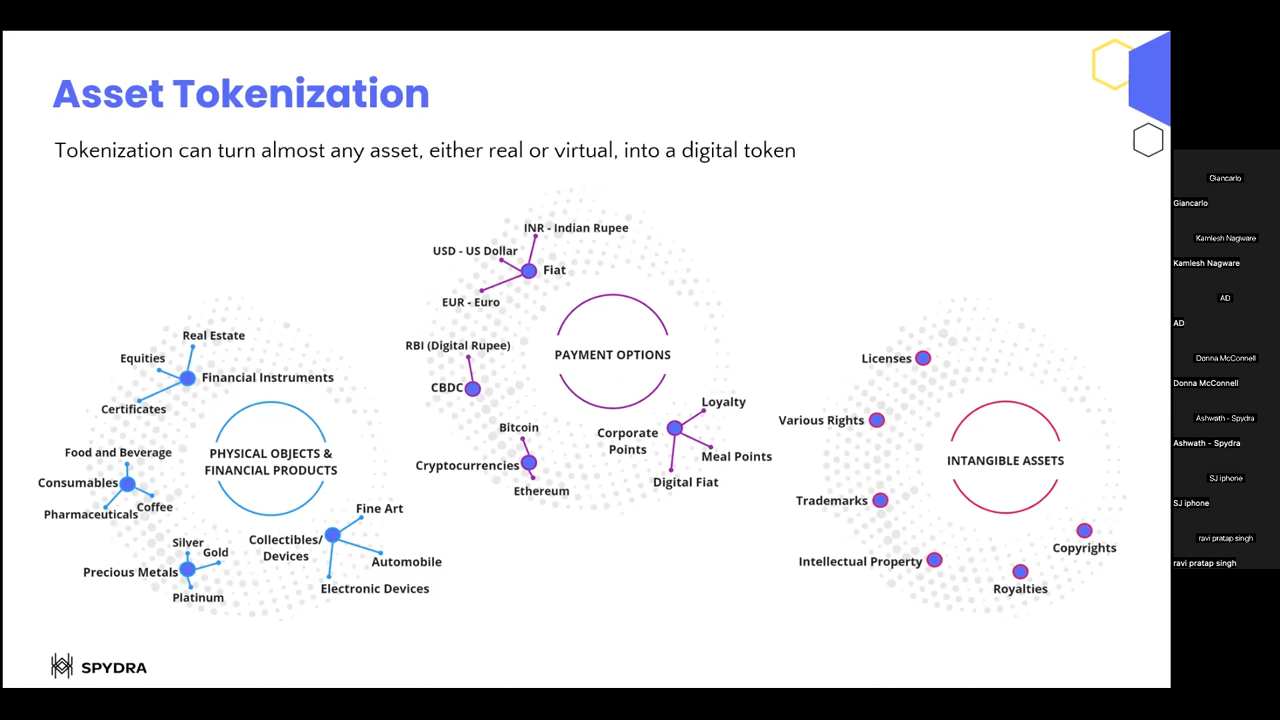 Asset Tokenization
Tokenization can turn almost any asset, either real or virtual, into a digital token
Real Estate
Equities
Financial Instruments
Certificates
Food and Beverage
Consumables
Coffee
Pharmaceuticals
Silver
Gold
Precious Metals
Platinum
PHYSICAL OBJECTS &
FINANCIAL PRODUCTS
Fine Art
Collectibles/
Devices
Automobile
Electronic Devices
INR - Indian Rupee
USD - US Dollar
Fiat
EUR - Euro
RBI (Digital Rupee)
CBDC
Bitcoin
Cryptocurrencies
Ethereum
PAYMENT OPTIONS
Loyalty
Corporate
Points
Meal Points
Digital Fiat
Licenses
Various Rights
Trademarks
Intellectual Property
INTANGIBLE ASSETS
Copyrights
Royalties
SPYDRA
Giancarlo
Giancarlo
Kamlesh Nagware
Kamlesh Nagware
AD
AD
Donna McConnell
Donna McConnell
Ashwath - Spydra
Ashwath - Spydra
SJ iphone
SJ iphone
ravi pratap singh
ravi pratap singh